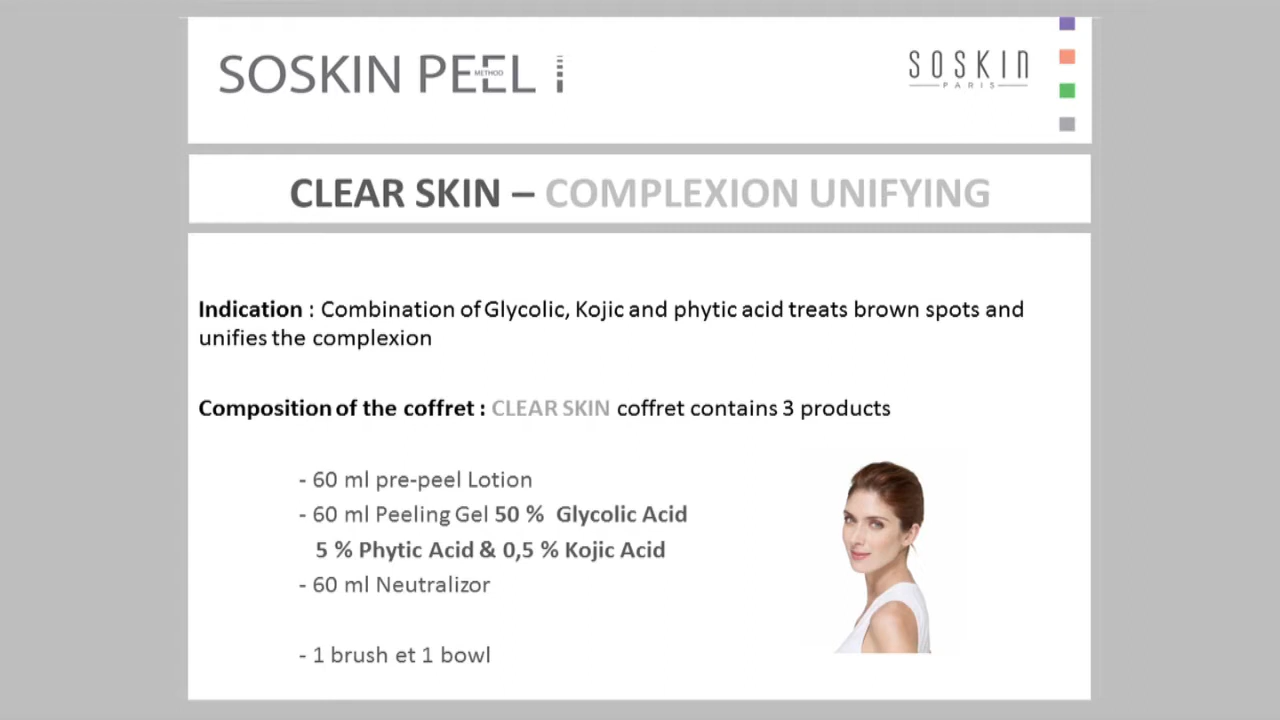 SOSKIN PEEL
METHOD
SOSKIN
PARIS
CLEAR SKIN – COMPLEXION UNIFYING
Indication : Combination of Glycolic, Kojic and phytic acid treats brown spots and
unifies the complexion
Composition of the coffret : CLEAR SKIN coffret contains 3 products
- 60 ml pre-peel Lotion
- 60 ml Peeling Gel 50 % Glycolic Acid
5 % Phytic Acid & 0,5 % Kojic Acid
- 60 ml Neutralizor
- 1 brush et 1 bowl